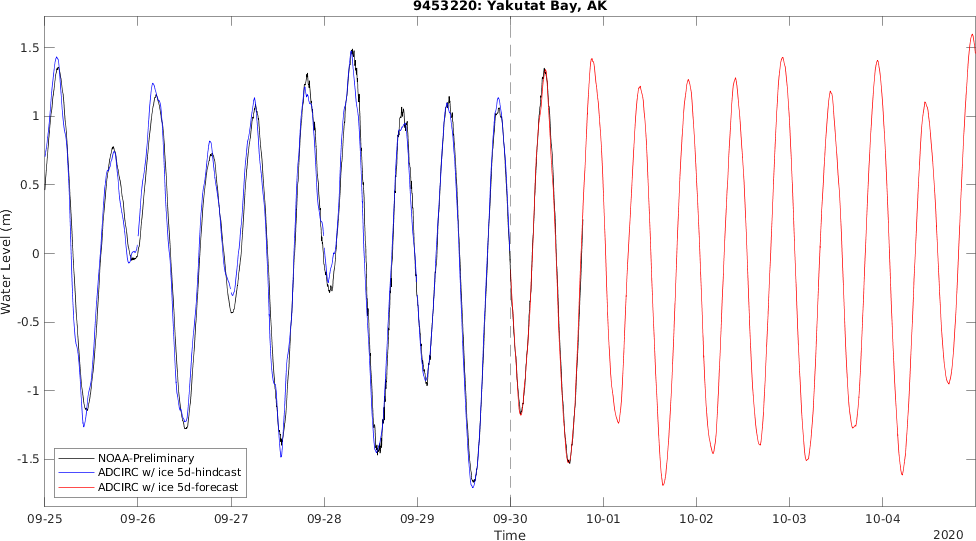 9453220: Yakutat Bay, AK
Water Level (m)
1.5
1
0.5
0
-0.5
-1
-1.5
NOAA-Preliminary
ADCIRC w/ ice 5d-hindcast
ADCIRC w/ ice 5d-forecast
09-25 09-26 09-27 09-28 09-29 09-30 10-01 10-02 10-03 10-04
Time
2020